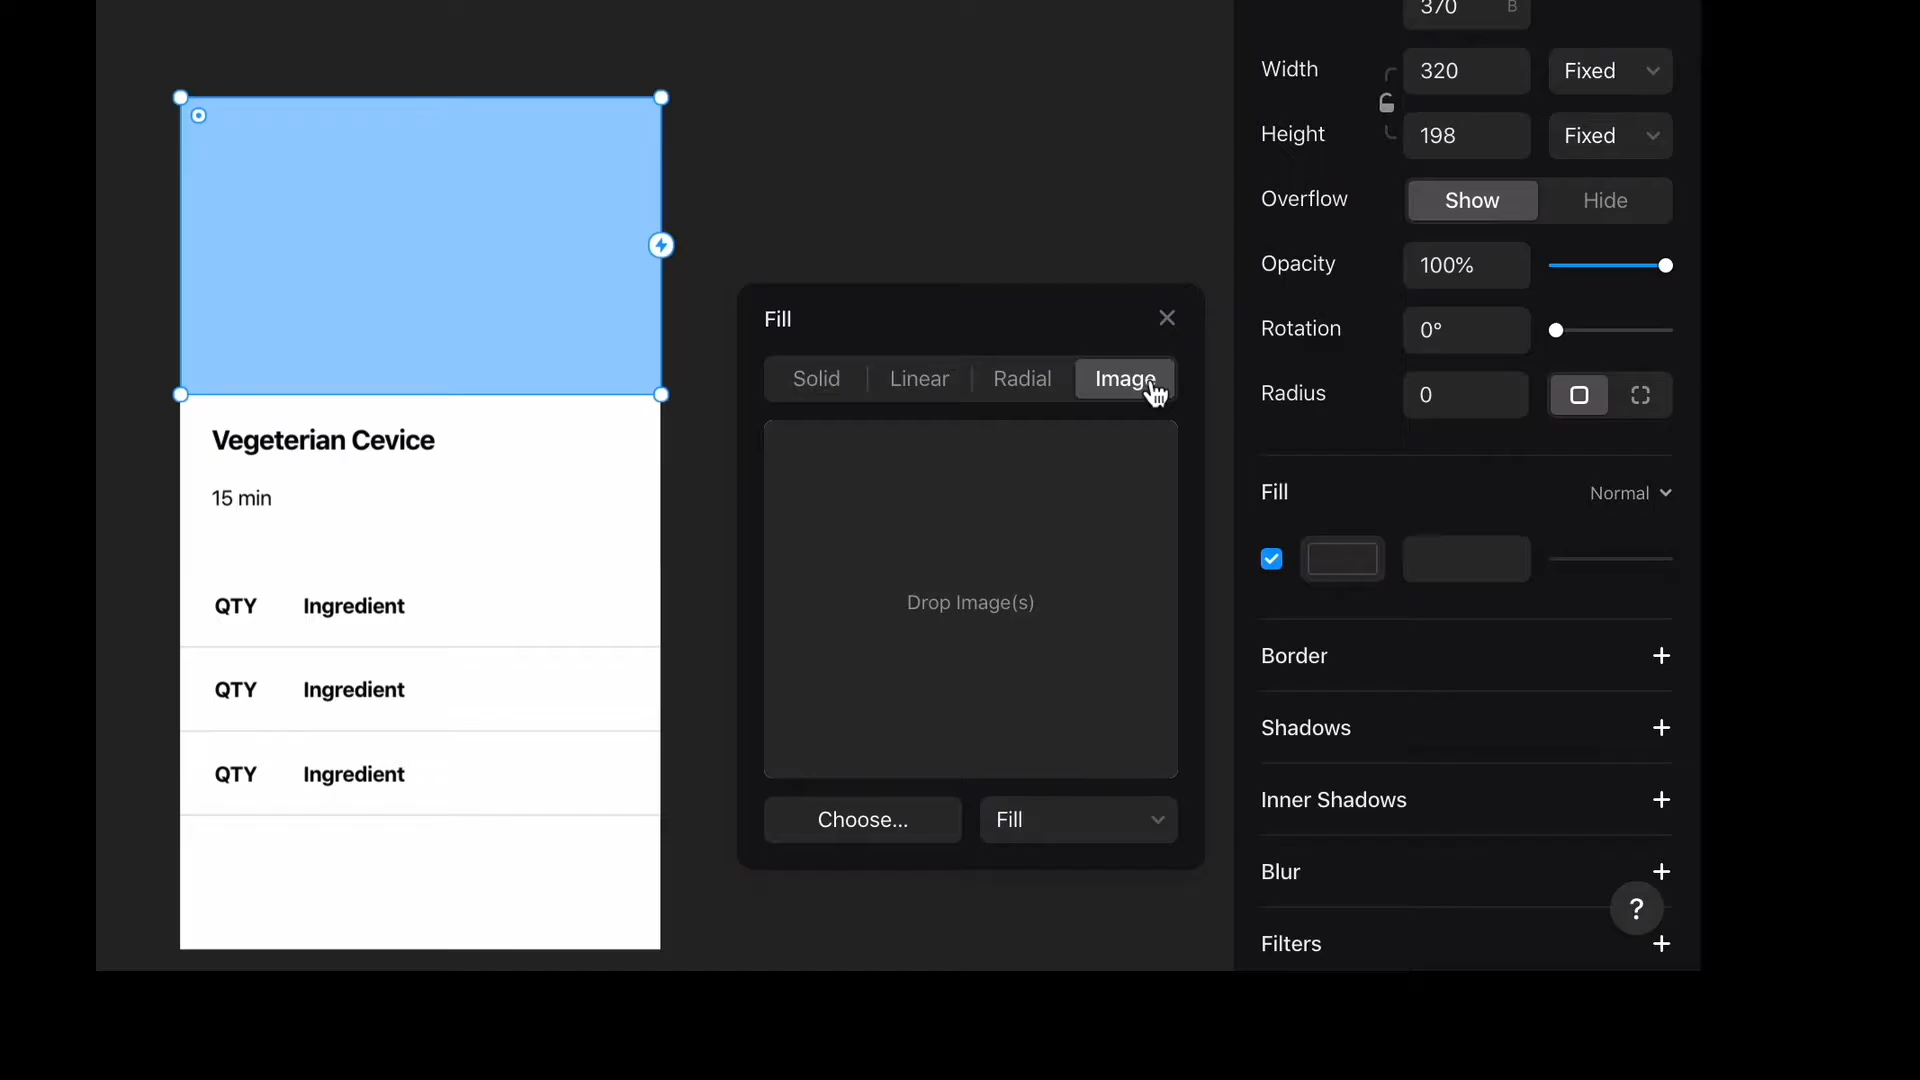 370 B
Width 320 Fixed
Height 198 Fixed
Overflow Show Hide
Opacity 100%
Rotation 0°
Radius 0
Fill Normal
Border +
Shadows +
Inner Shadows +
Blur +
?
Filters +
Fill
Solid Linear Radial Image
Drop Image(s)
Choose... Fill
Vegeterian Cevice
15 min
QTY Ingredient
QTY Ingredient
QTY Ingredient